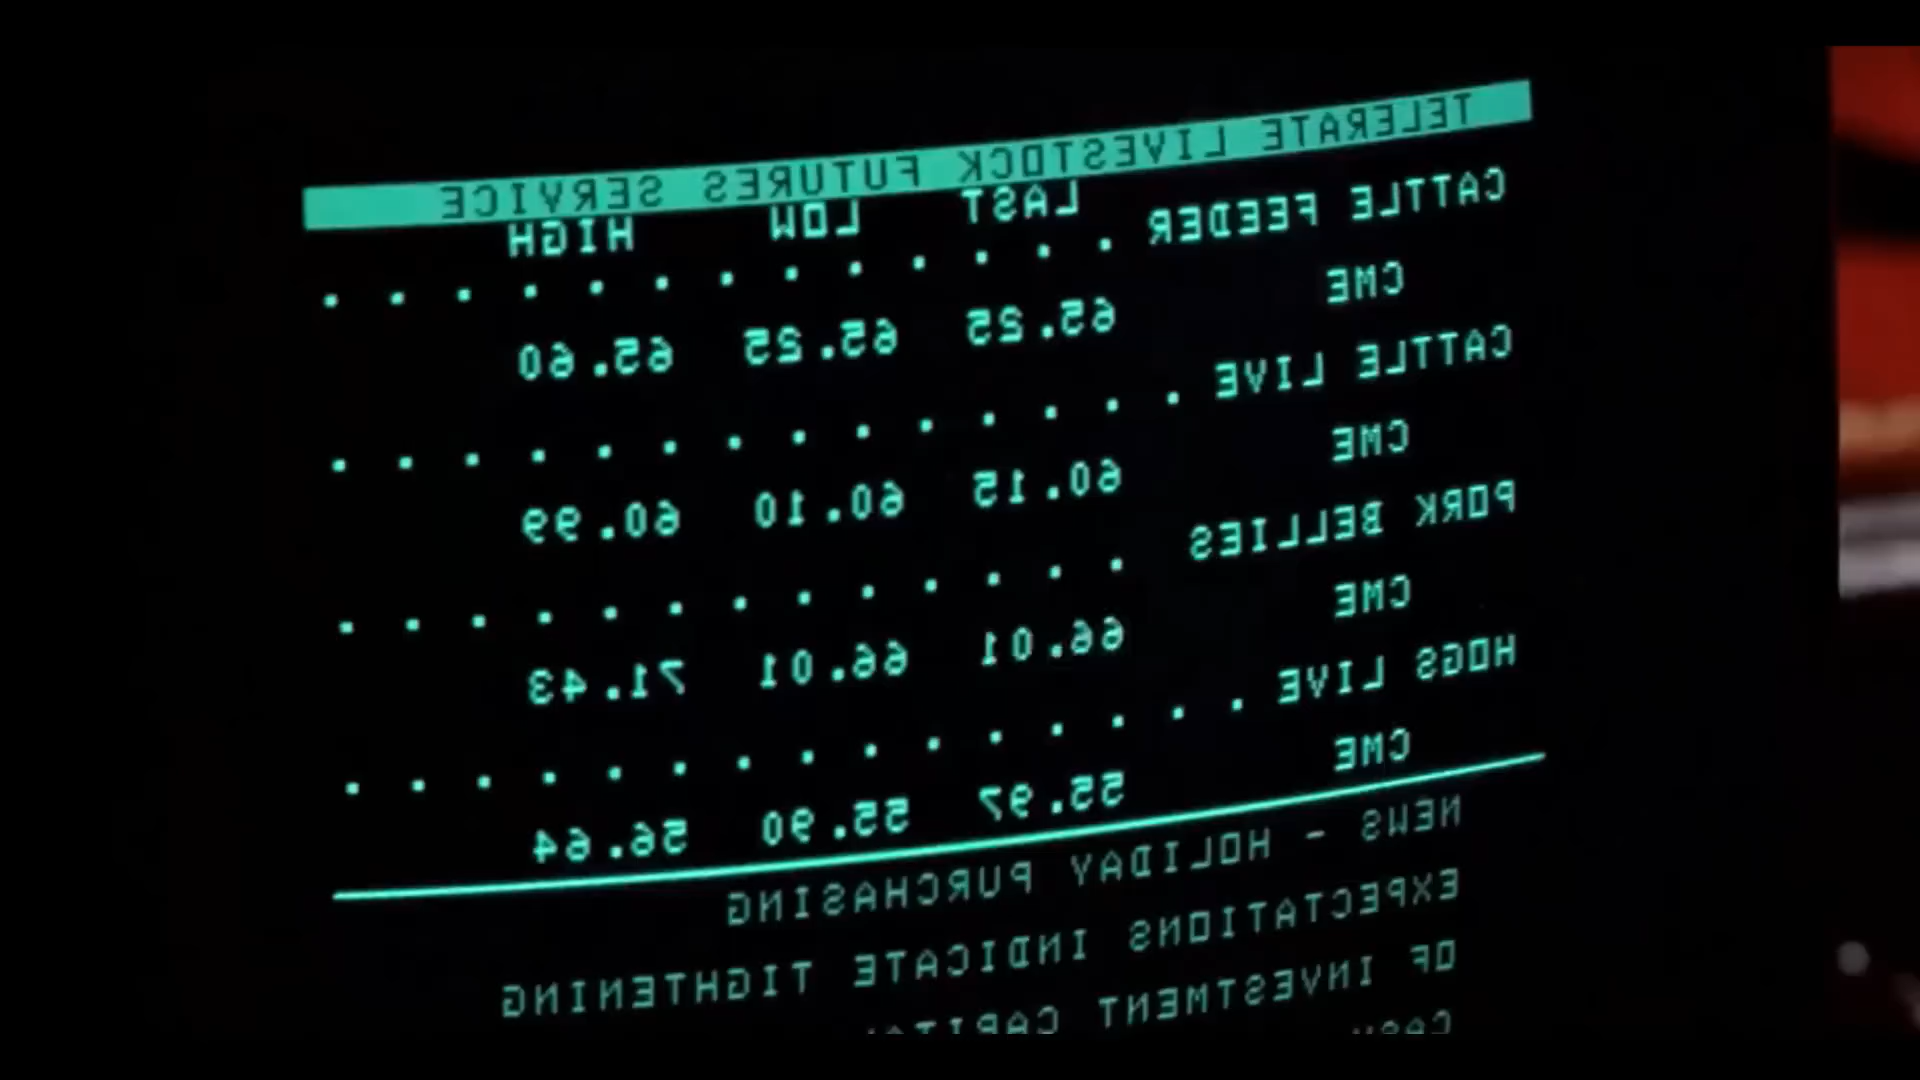 TELERATE LIVESTOCK FUTURES SERVICE
LAST LOW HIGH
CATTLE FEEDER . . . . . . . . . . . . .
CME
65.25 65.25 65.60
CATTLE LIVE . . . . . . . . . . . . . .
CME
60.15 60.10 60.99
PORK BELLIES . . . . . . . . . . . . .
CME
66.01 66.01 71.43
HOGS LIVE . . . . . . . . . . . . . . .
CME
55.97 55.90 56.64
NEWS - HOLIDAY PURCHASING
EXPECTATIONS INDICATE TIGHTENING
OF INVESTMENT